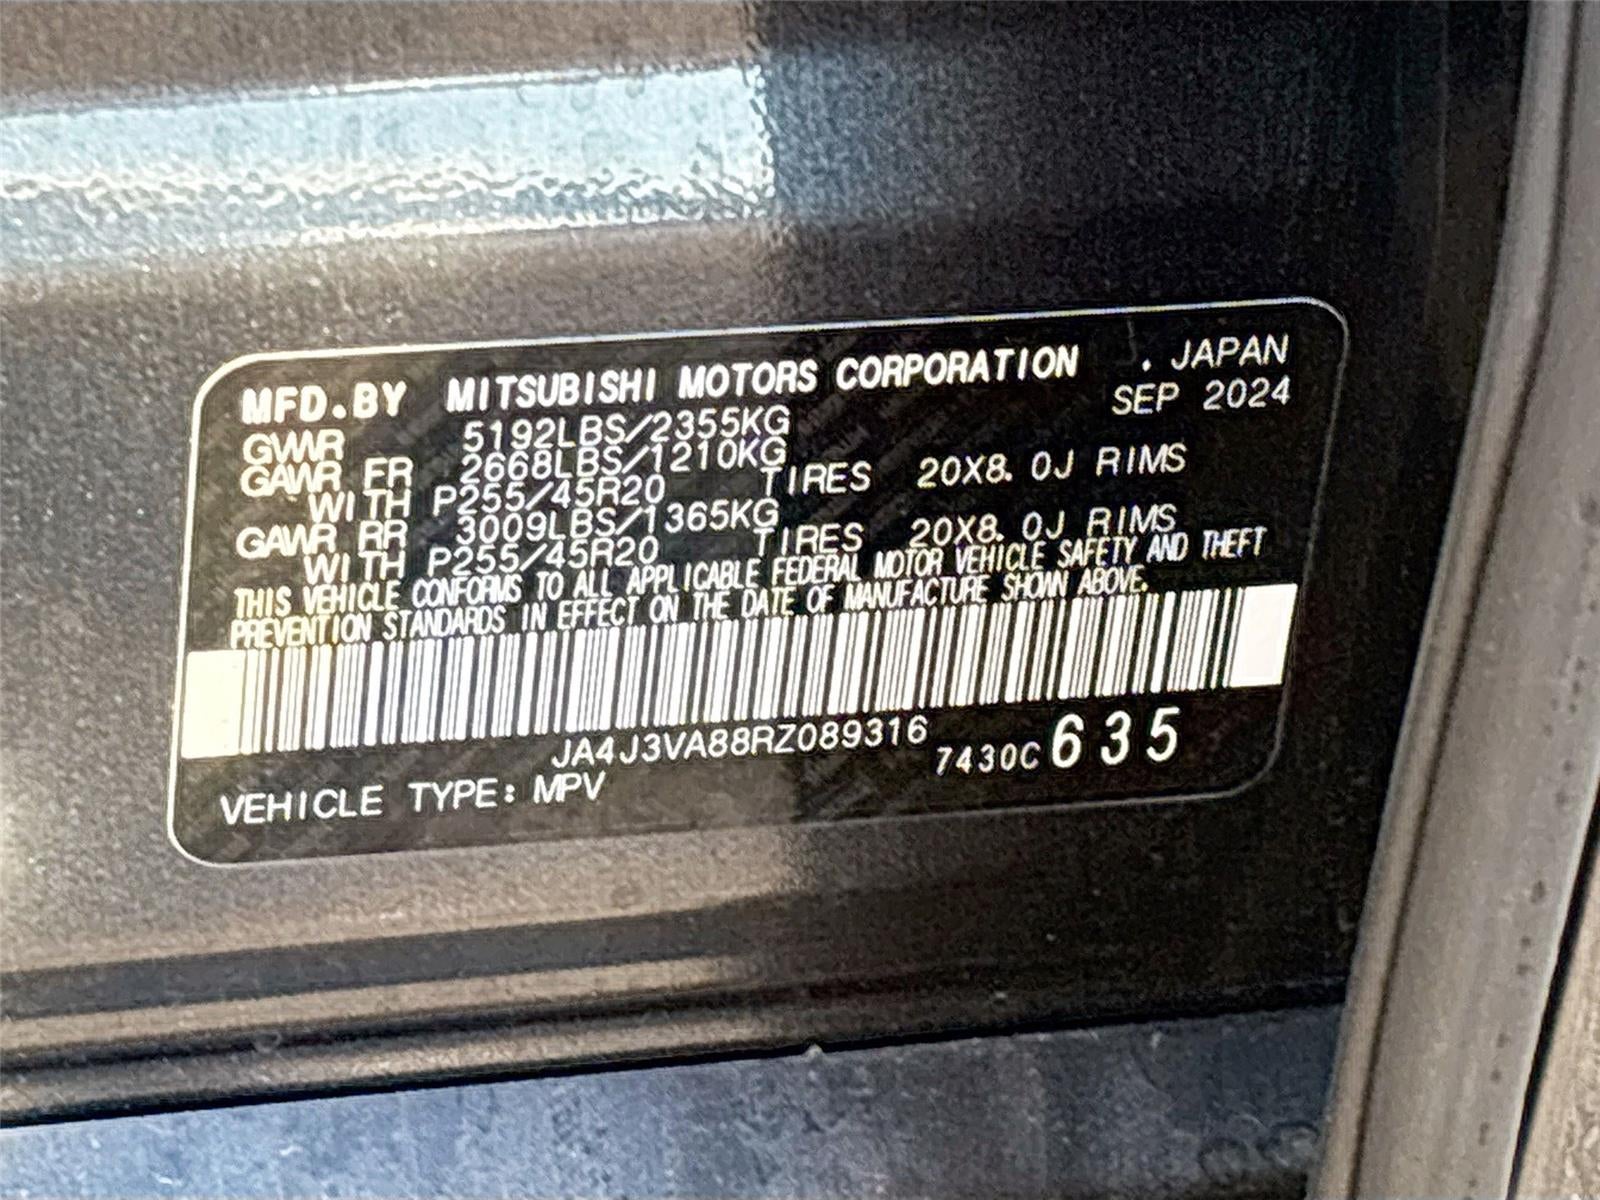 MFD.BY MITSUBISHI MOTORS CORPORATION . JAPAN
SEP 2024
GVWR 5192LBS/2355KG
GAWR FR 2668LBS/1210KG
WITH P255/45R20 TIRES 20X8.0J RIMS
GAWR RR 3009LBS/1365KG
WITH P255/45R20 TIRES 20X8.0J RIMS
THIS VEHICLE CONFORMS TO ALL APPLICABLE FEDERAL MOTOR VEHICLE SAFETY AND THEFT
PREVENTION STANDARDS IN EFFECT ON THE DATE OF MANUFACTURE SHOWN ABOVE.
JA4J3VA88RZ089316 7430C 635
VEHICLE TYPE: MPV